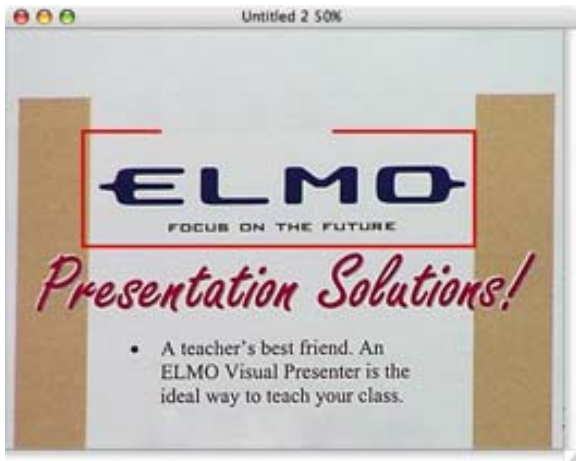 Untitled 2 50%
ELMO
FOCUS ON THE FUTURE
Presentation Solutions!
• A teacher's best friend. An
ELMO Visual Presenter is the
ideal way to teach your class.